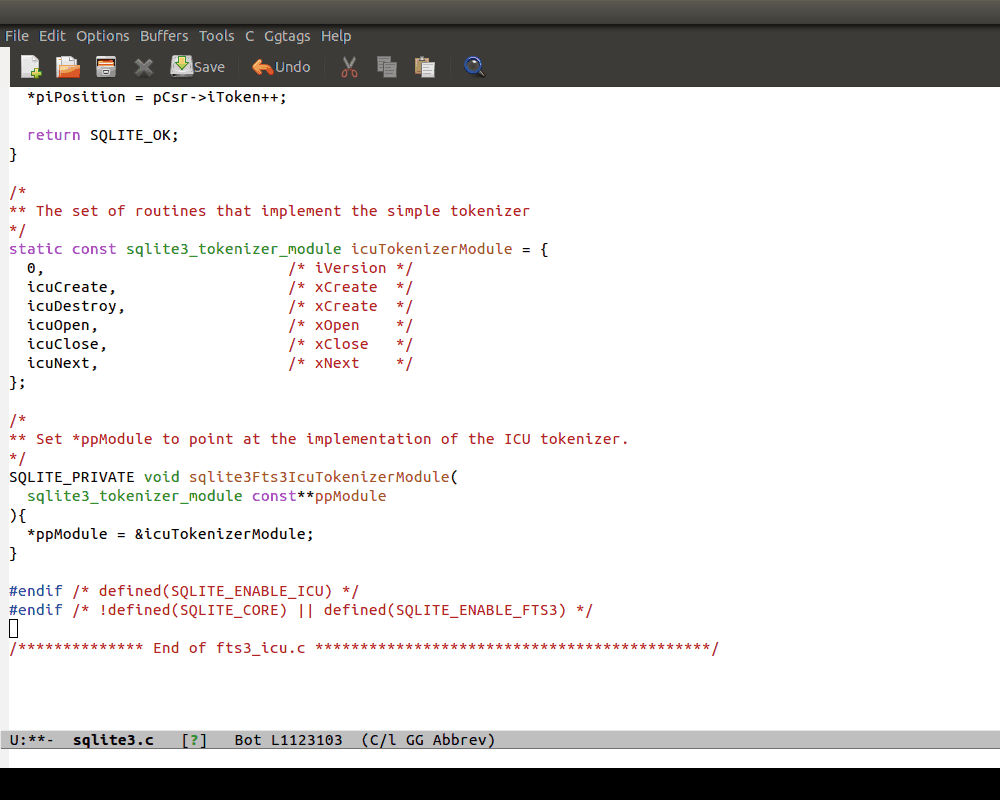 File Edit Options Buffers Tools C Ggtags Help
Save Undo
*piPosition = pCsr->iToken++;
return SQLITE_OK;
}
/*
** The set of routines that implement the simple tokenizer
*/
static const sqlite3_tokenizer_module icuTokenizerModule = {
0, /* iVersion */
icuCreate, /* xCreate */
icuDestroy, /* xCreate */
icuOpen, /* xOpen */
icuClose, /* xClose */
icuNext, /* xNext */
};
/*
** Set *ppModule to point at the implementation of the ICU tokenizer.
*/
SQLITE_PRIVATE void sqlite3Fts3IcuTokenizerModule(
sqlite3_tokenizer_module const**ppModule
){
*ppModule = &icuTokenizerModule;
}
#endif /* defined(SQLITE_ENABLE_ICU) */
#endif /* !defined(SQLITE_CORE) || defined(SQLITE_ENABLE_FTS3) */
/************** End of fts3_icu.c ********************************************/
U:**- sqlite3.c [?] Bot L1123103 (C/l GG Abbrev)